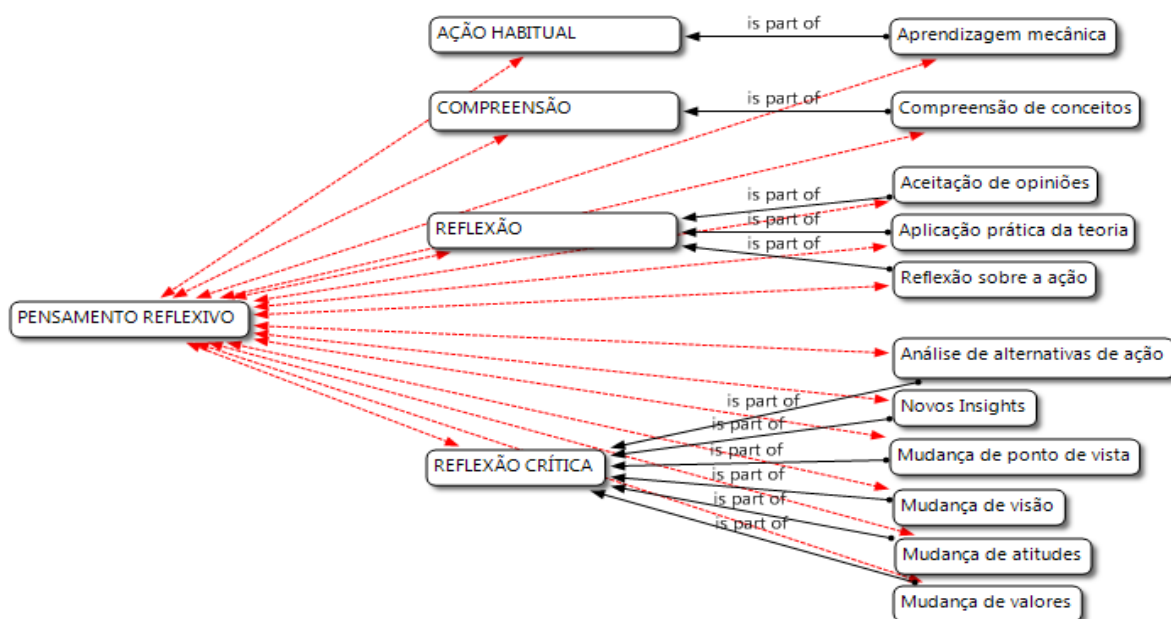 AÇÃO HABITUAL
is part of
Aprendizagem mecânica
COMPREENSÃO
is part of
Compreensão de conceitos
Aceitação de opiniões
is part of
REFLEXÃO
is part of
Aplicação prática da teoria
is part of
Reflexão sobre a ação
PENSAMENTO REFLEXIVO
Análise de alternativas de ação
is part of
Novos Insights
is part of
REFLEXÃO CRÍTICA
is part of
Mudança de ponto de vista
is part of
Mudança de visão
is part of
Mudança de atitudes
is part of
Mudança de valores